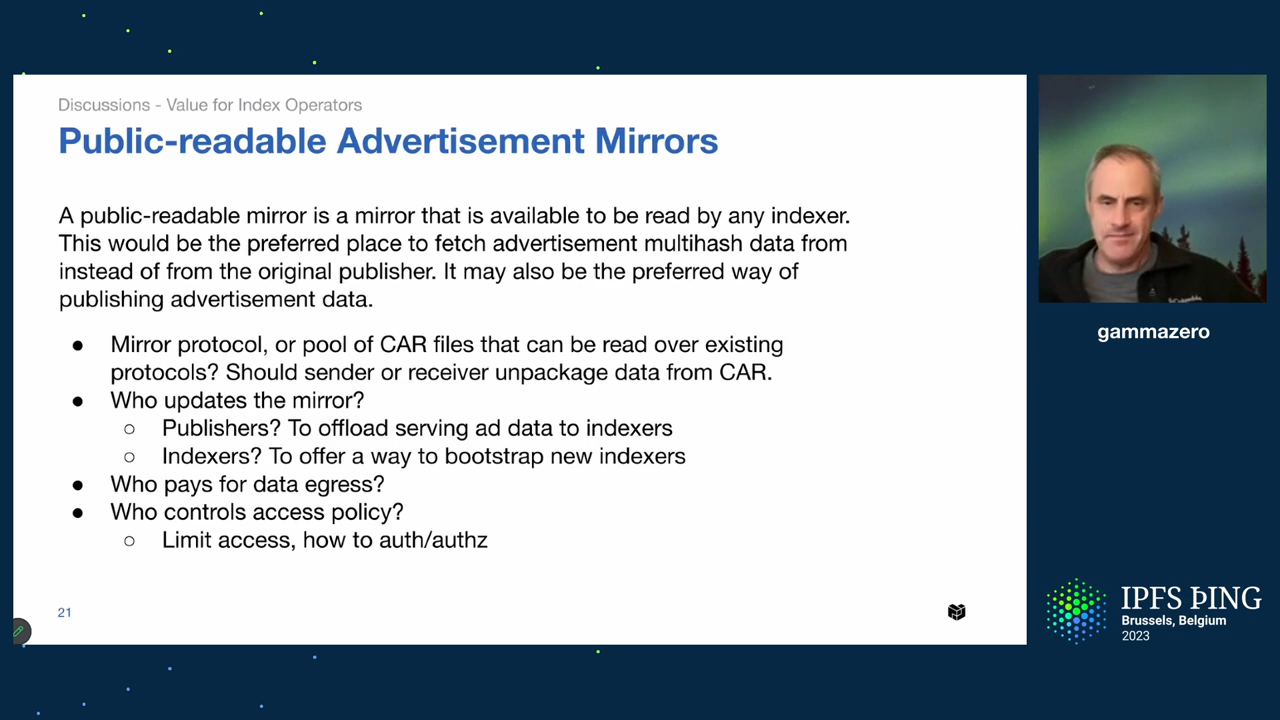 Discussions - Value for Index Operators
Public-readable Advertisement Mirrors
A public-readable mirror is a mirror that is available to be read by any indexer.
This would be the preferred place to fetch advertisement multihash data from
instead of from the original publisher. It may also be the preferred way of
publishing advertisement data.
● Mirror protocol, or pool of CAR files that can be read over existing
protocols? Should sender or receiver unpackage data from CAR.
● Who updates the mirror?
○ Publishers? To offload serving ad data to indexers
○ Indexers? To offer a way to bootstrap new indexers
● Who pays for data egress?
● Who controls access policy?
○ Limit access, how to auth/authz
21
gammazero
IPFS ÞING
Brussels, Belgium
2023